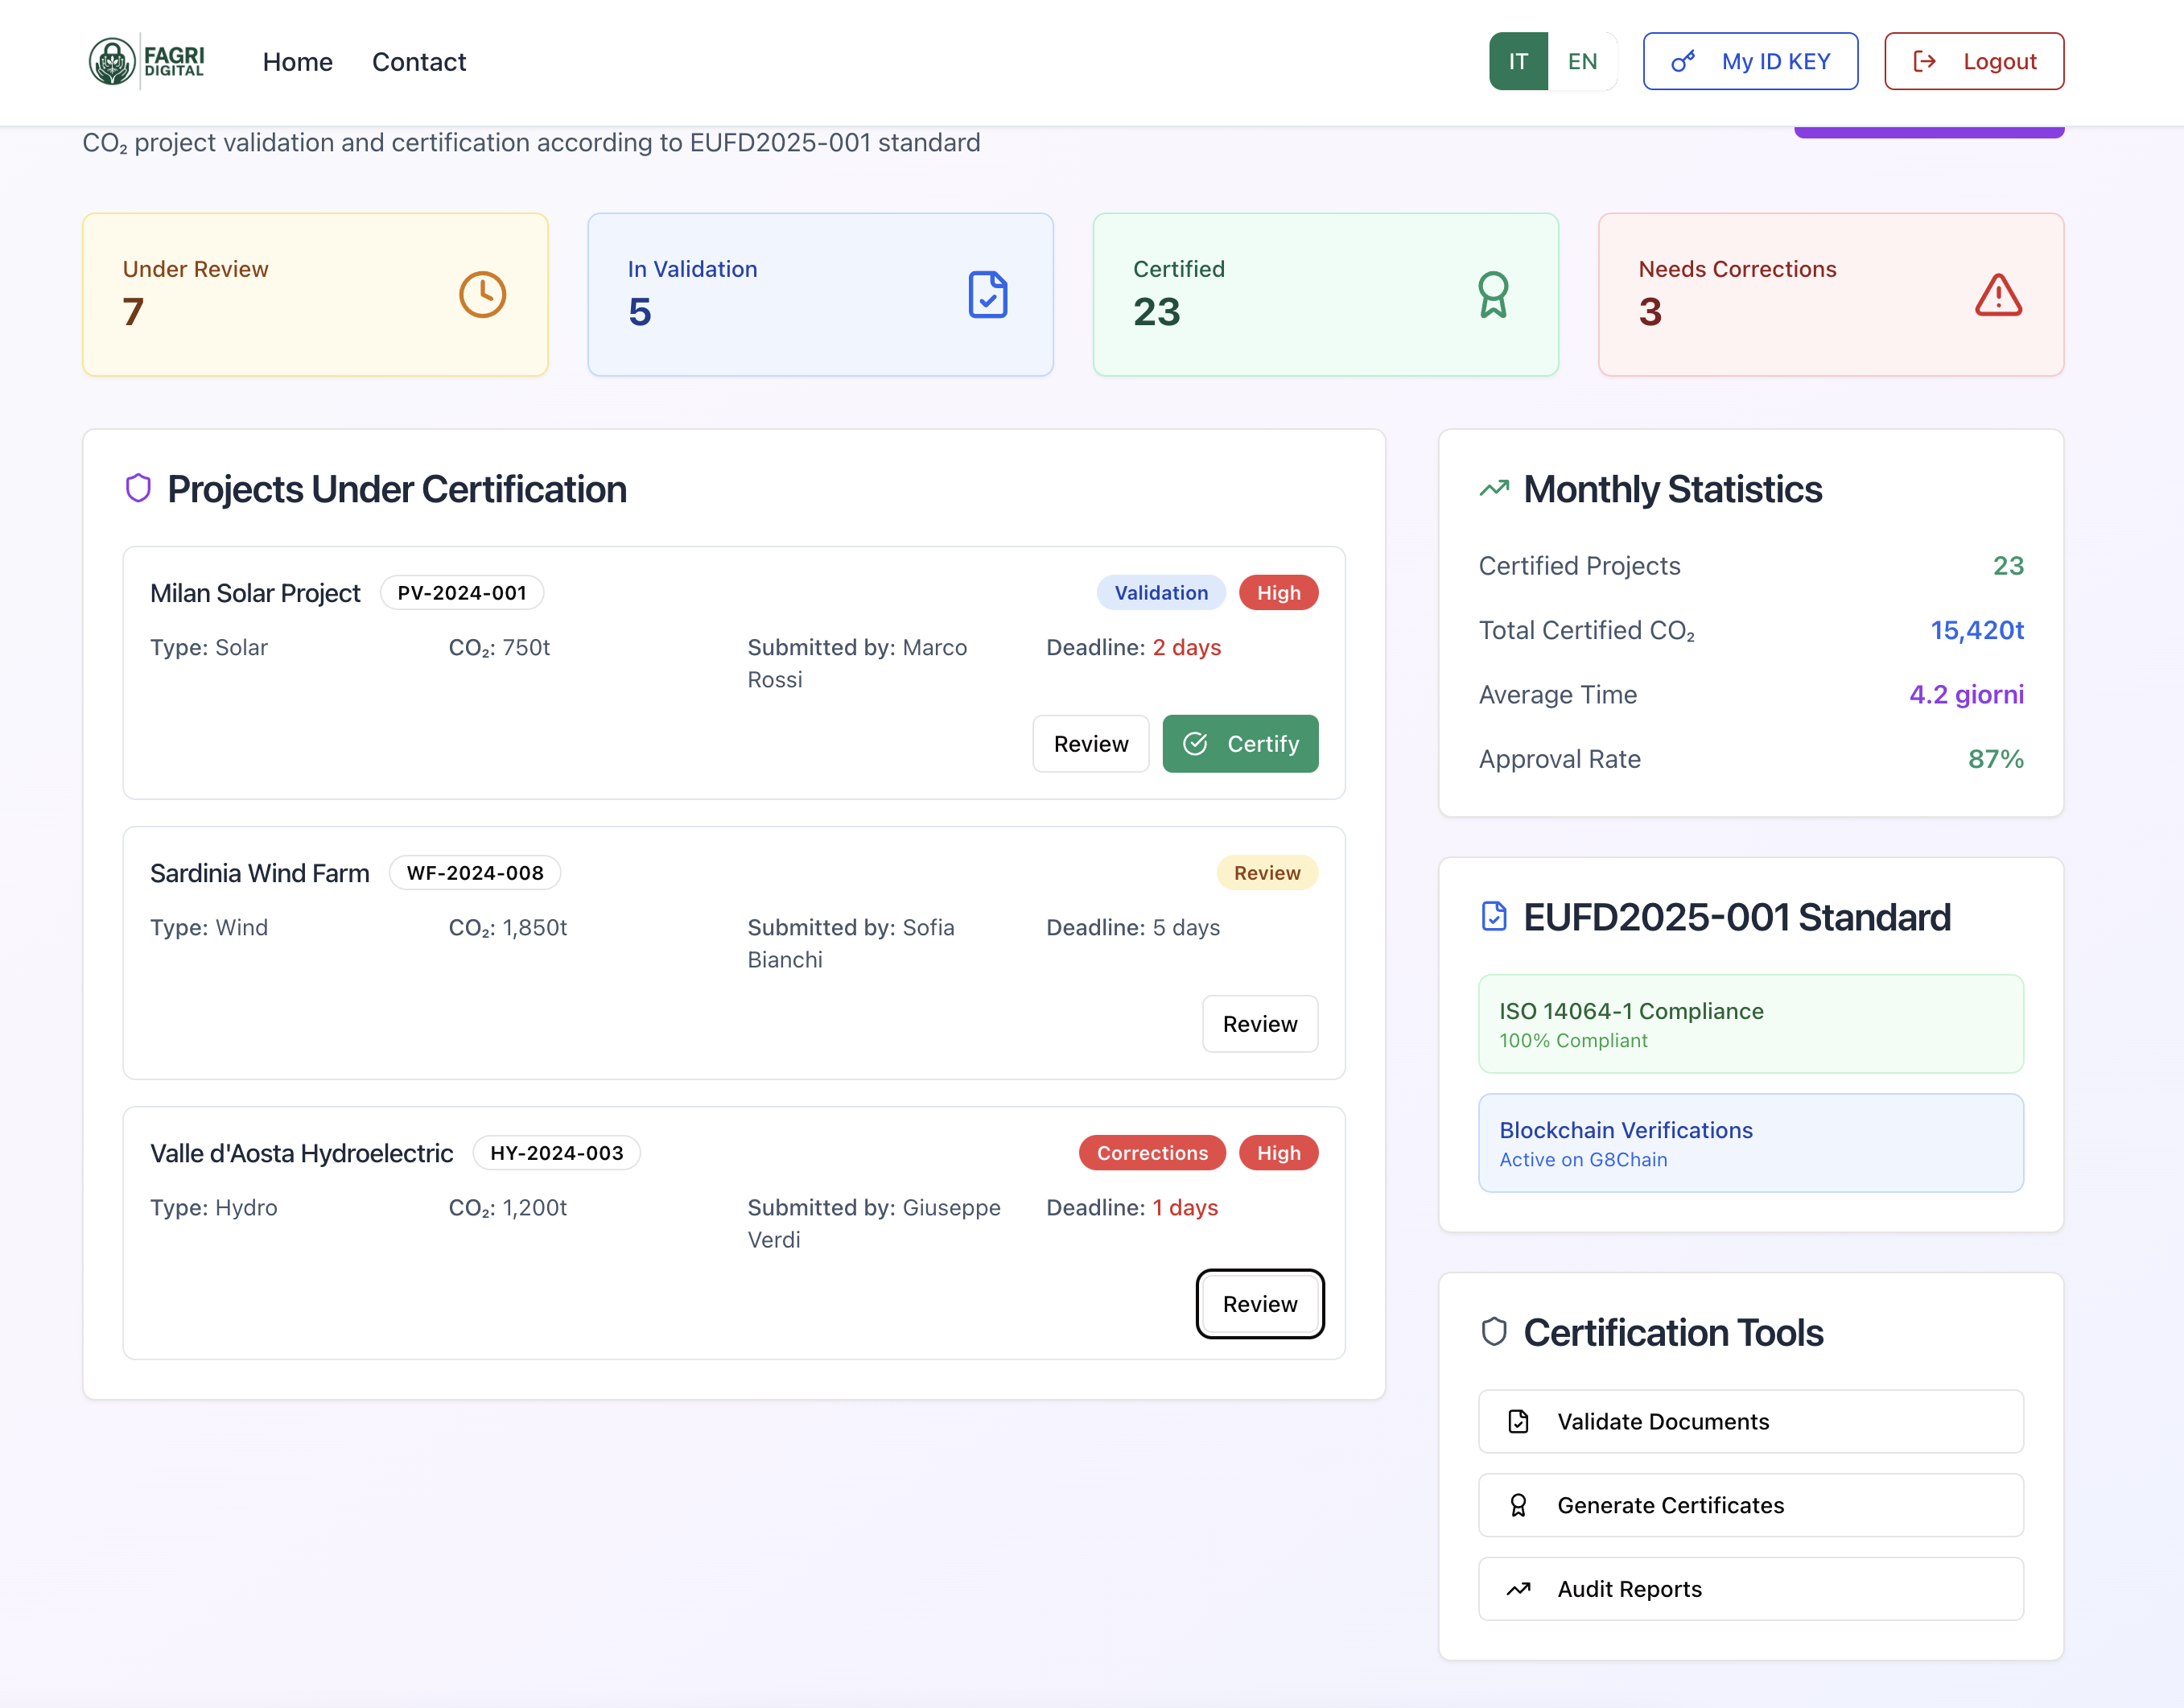 FAGRI
DIGITAL
Home
Contact
IT
EN
My ID KEY
Logout
CO₂ project validation and certification according to EUFD2025-001 standard
Under Review
7
In Validation
5
Certified
23
Needs Corrections
3
Projects Under Certification
Milan Solar Project
PV-2024-001
Validation
High
Type: Solar
CO₂: 750t
Submitted by: Marco
Rossi
Deadline: 2 days
Review
Certify
Sardinia Wind Farm
WF-2024-008
Review
Type: Wind
CO₂: 1,850t
Submitted by: Sofia
Bianchi
Deadline: 5 days
Review
Valle d'Aosta Hydroelectric
HY-2024-003
Corrections
High
Type: Hydro
CO₂: 1,200t
Submitted by: Giuseppe
Verdi
Deadline: 1 days
Review
Monthly Statistics
Certified Projects
23
Total Certified CO₂
15,420t
Average Time
4.2 giorni
Approval Rate
87%
EUFD2025-001 Standard
ISO 14064-1 Compliance
100% Compliant
Blockchain Verifications
Active on G8Chain
Certification Tools
Validate Documents
Generate Certificates
Audit Reports